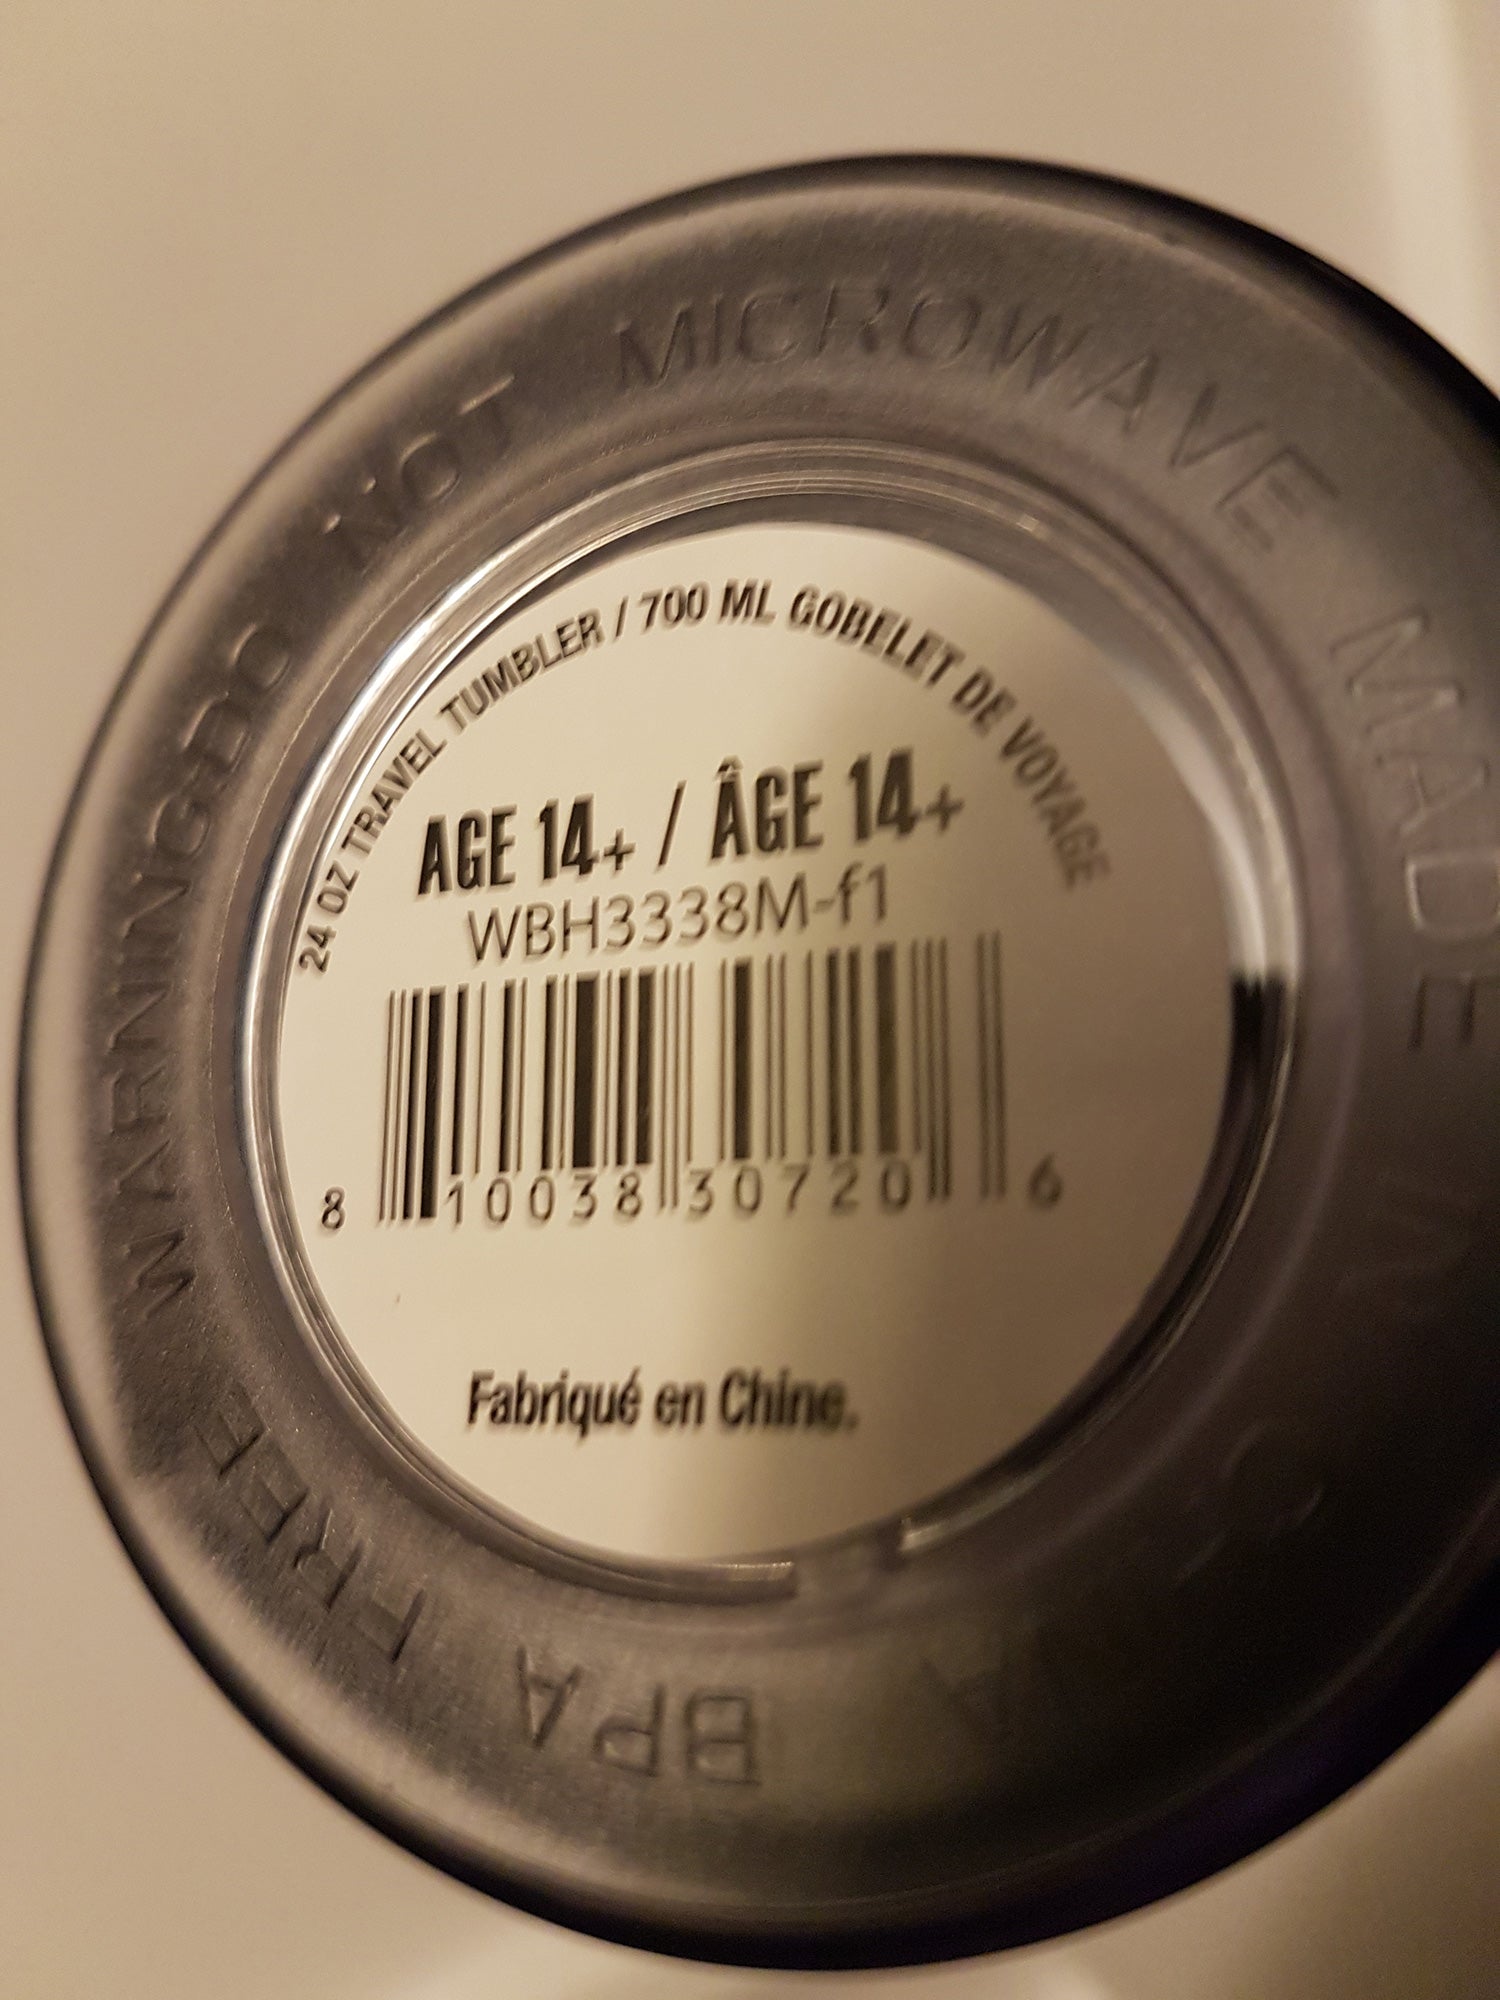 WARNING:DO NOT MICROWAVE MADE
BPA FREE
24 OZ TRAVEL TUMBLER / 700 ML GOBELET DE VOYAGE
AGE 14+ / ÂGE 14+
WBH3338M-f1
8 10038 30720 6
Fabriqué en Chine.